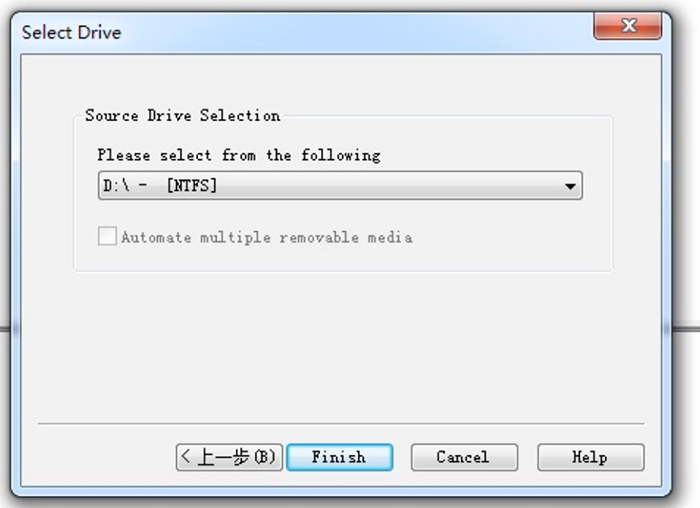 Select Drive
Source Drive Selection
Please select from the following
D:\ - [NTFS]
Automate multiple removable media
< 上一步(B) Finish Cancel Help